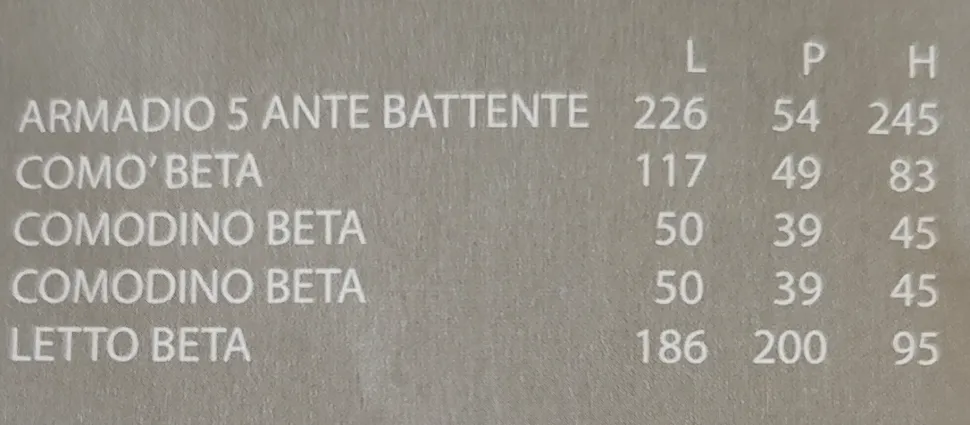 L P H
ARMADIO 5 ANTE BATTENTE 226 54 245
COMO' BETA 117 49 83
COMODINO BETA 50 39 45
COMODINO BETA 50 39 45
LETTO BETA 186 200 95